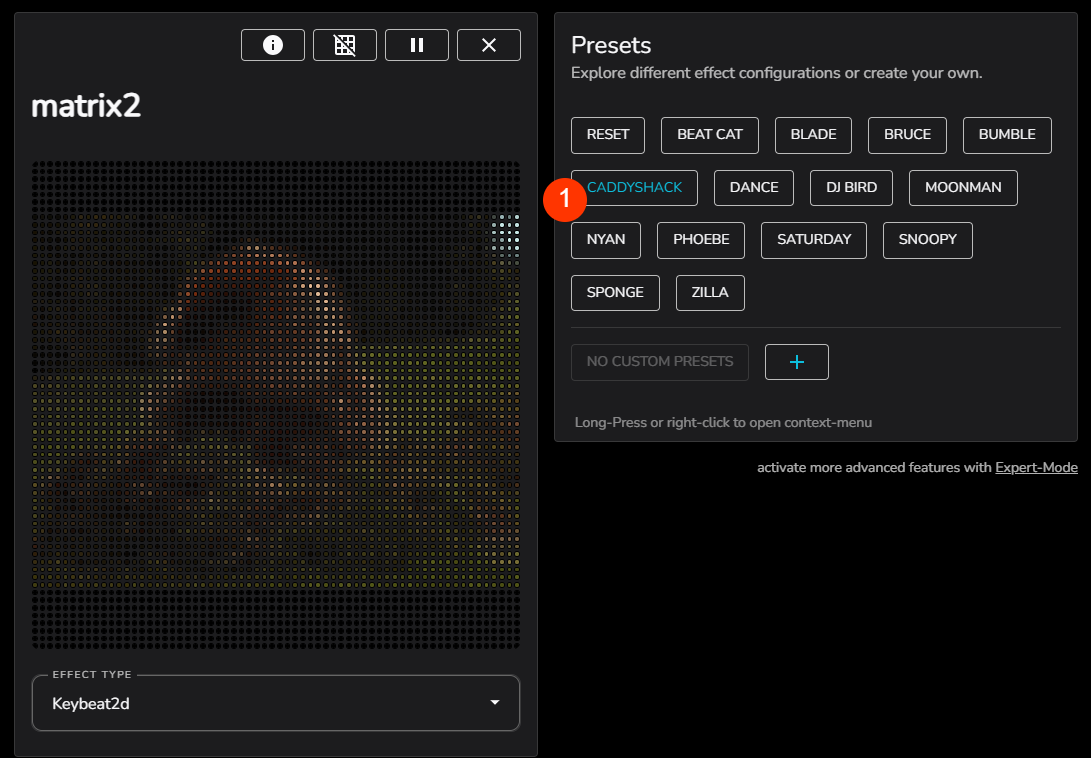 matrix2
EFFECT TYPE
Keybeat2d
Presets
Explore different effect configurations or create your own.
RESET BEAT CAT BLADE BRUCE BUMBLE
1 CADDYSHACK DANCE DJ BIRD MOONMAN
NYAN PHOEBE SATURDAY SNOOPY
SPONGE ZILLA
NO CUSTOM PRESETS +
Long-Press or right-click to open context-menu
activate more advanced features with Expert-Mode